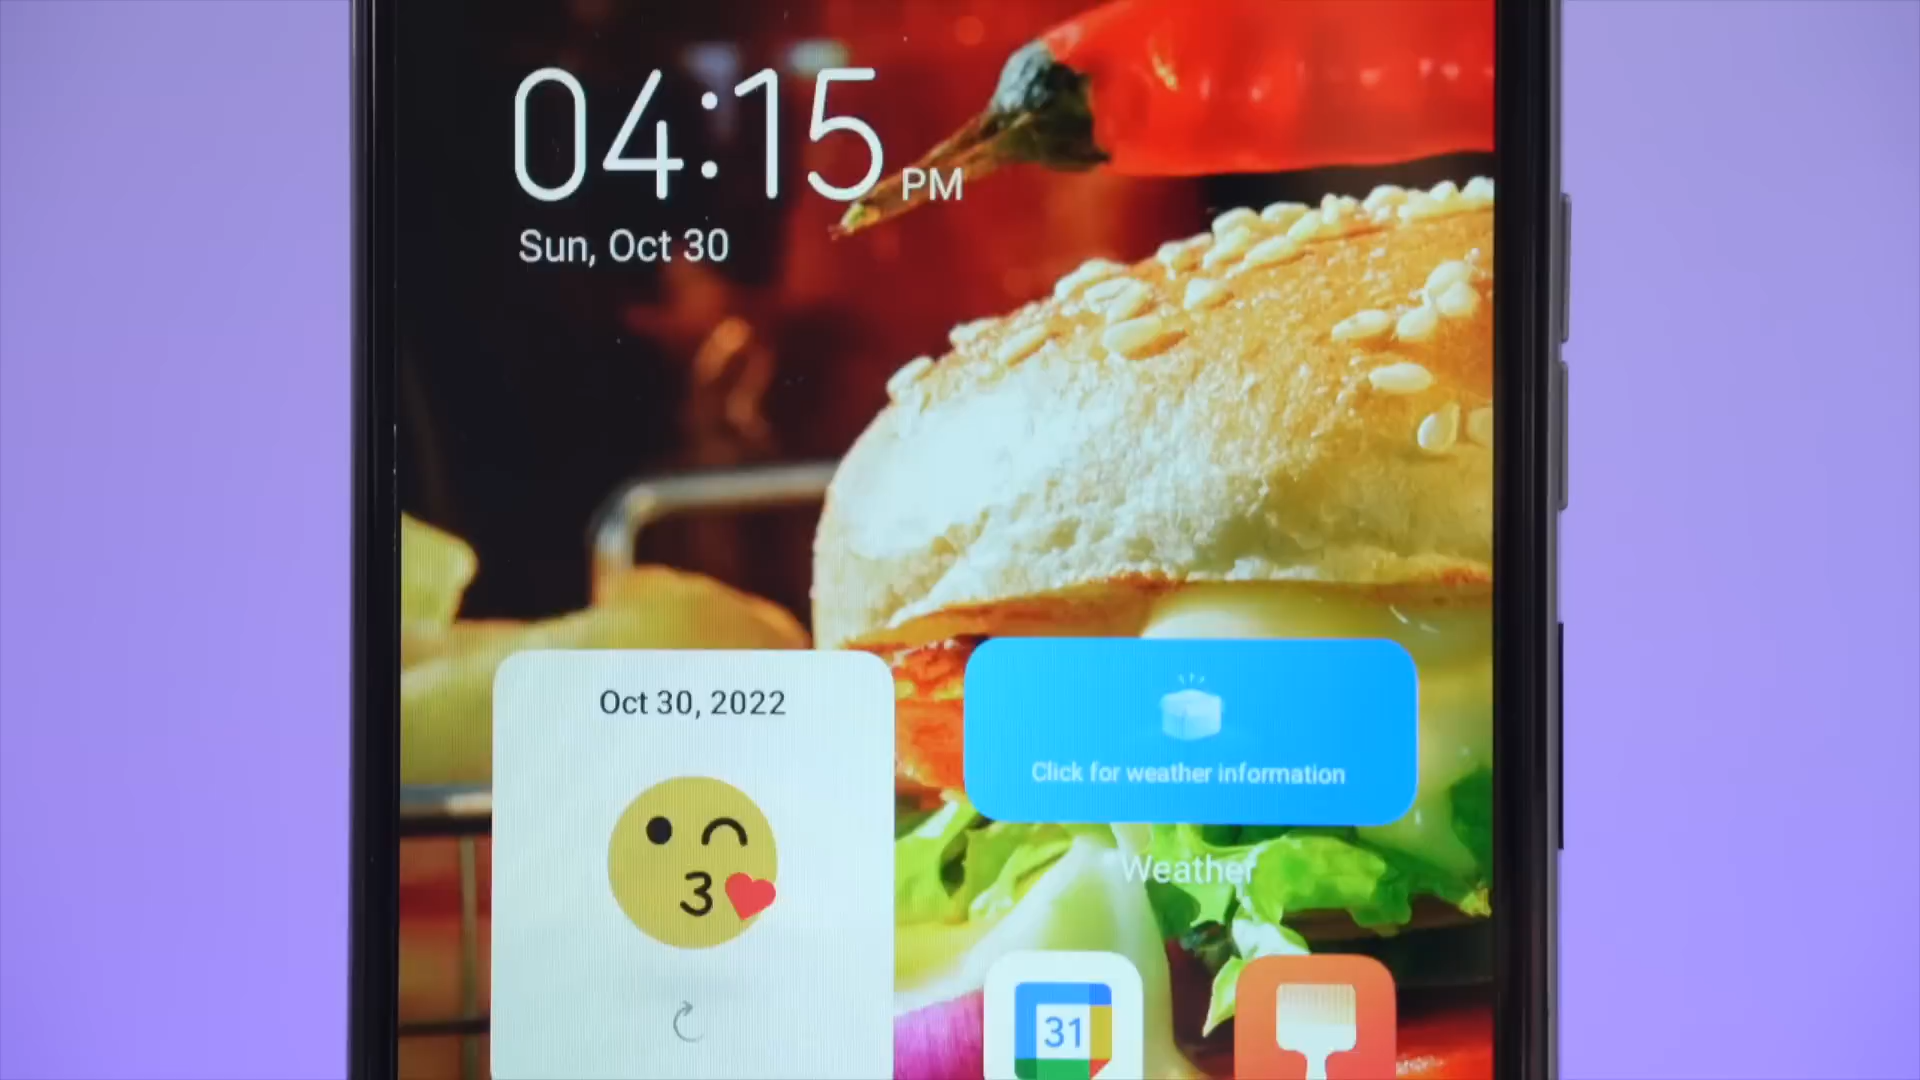 04:15 PM
Sun, Oct 30
Oct 30, 2022
Click for weather information
Weather
31